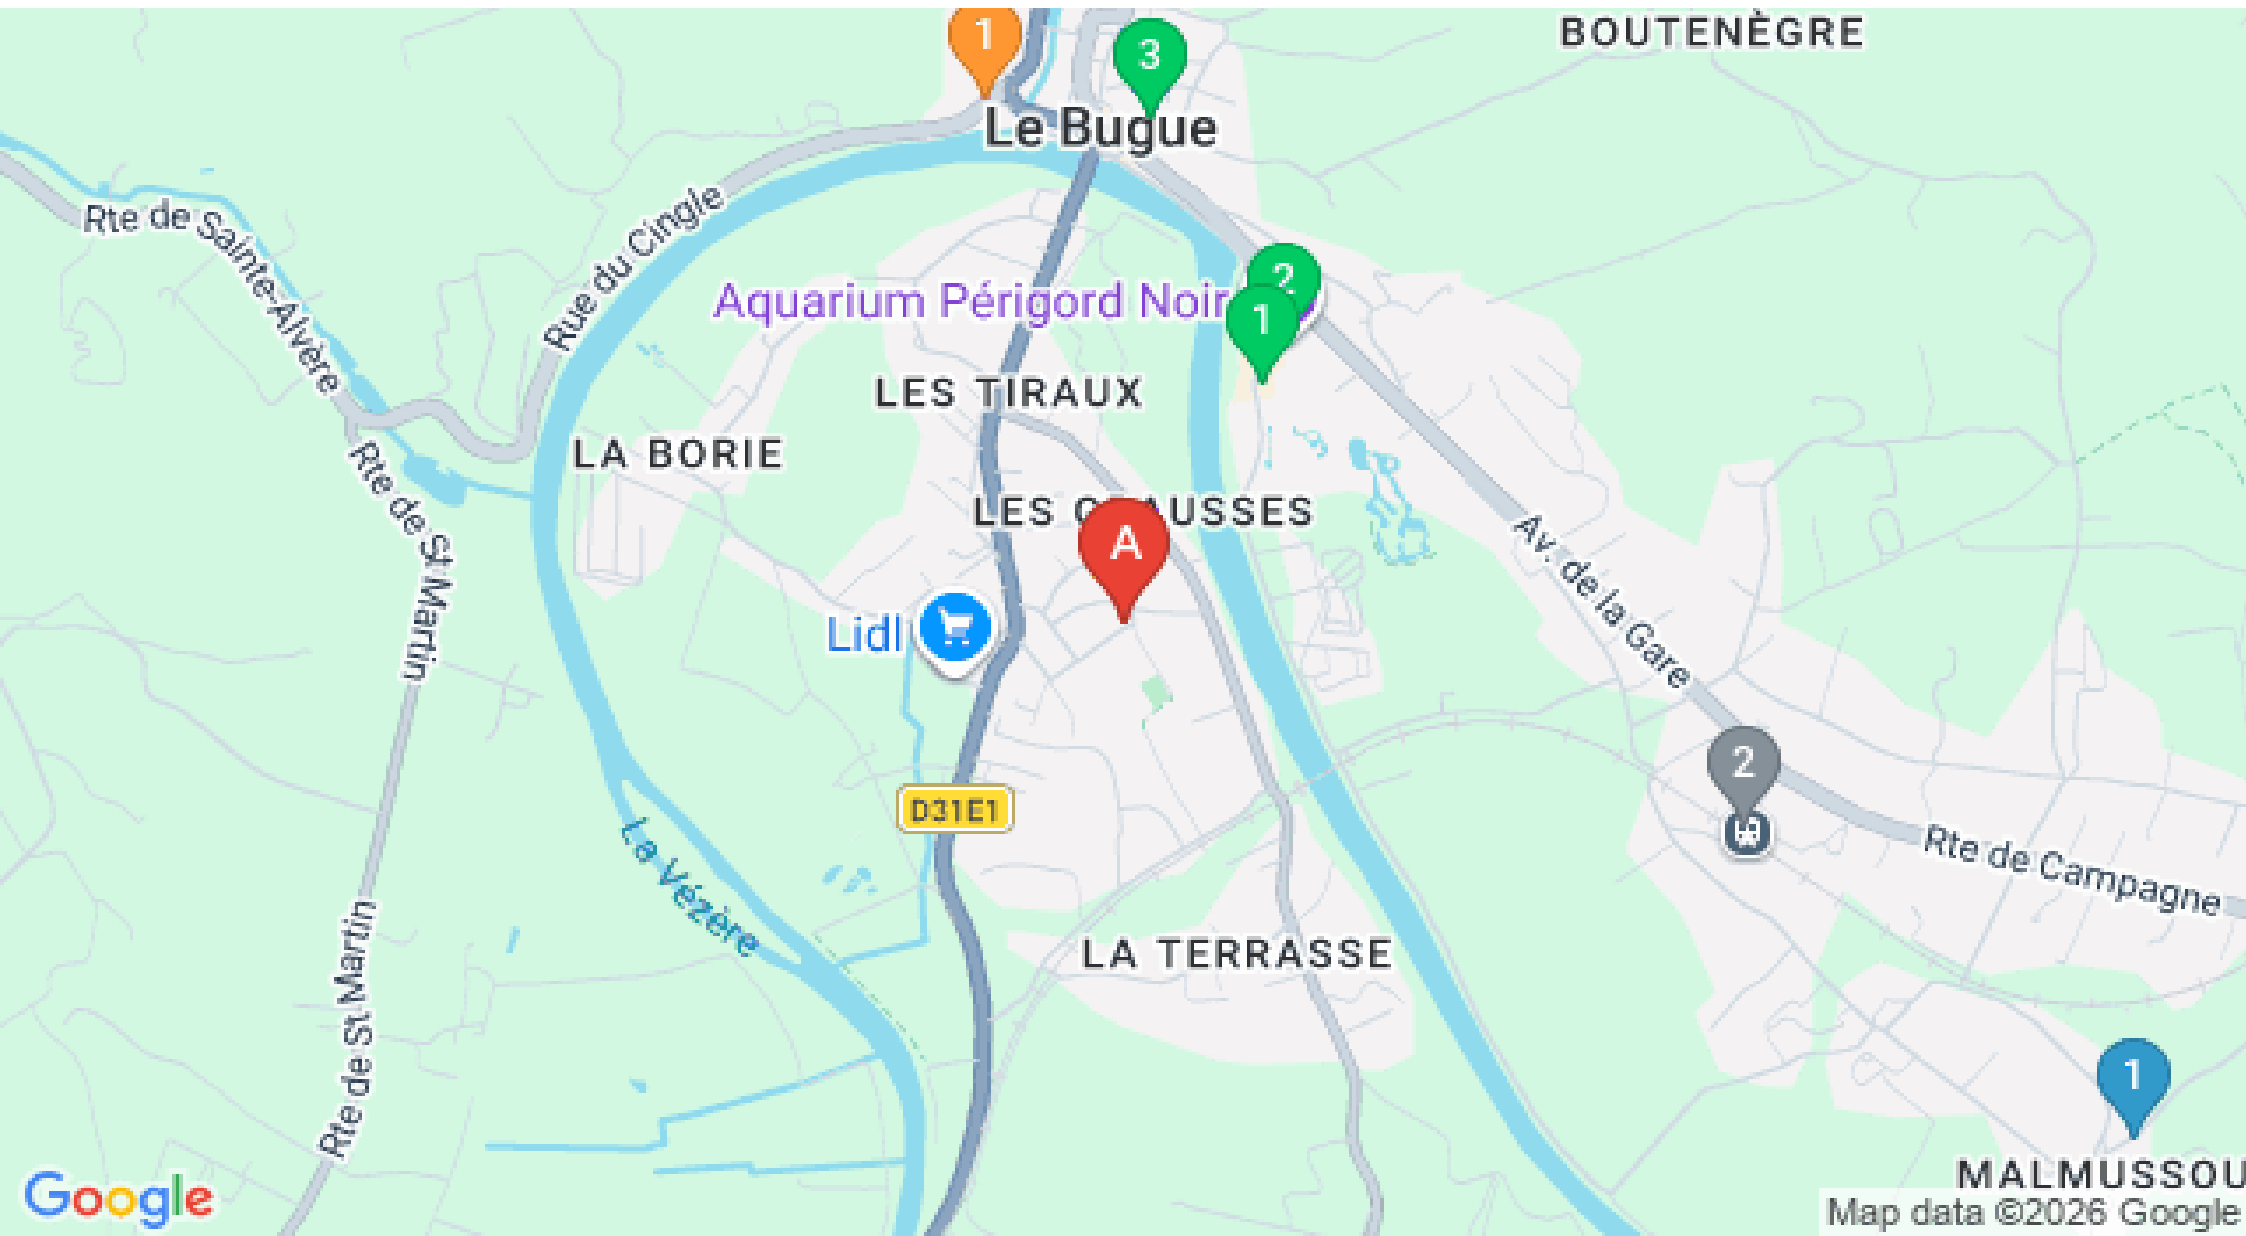 BOUTENÈGRE
1
3
Le Bugue
Rte de Sainte-Alvère
Rue du Cingle
2
Aquarium Périgord Noir
1
LES TIRAUX
LA BORIE
Rte de St Martin
LES
AUSSES
A
Av. de la Gare
Lidl
2
D31E1
La Vézère
Rte de Campagne
LA TERRASSE
Rte de St Martin
1
MALMUSSOU
Google
Map data ©2026 Google